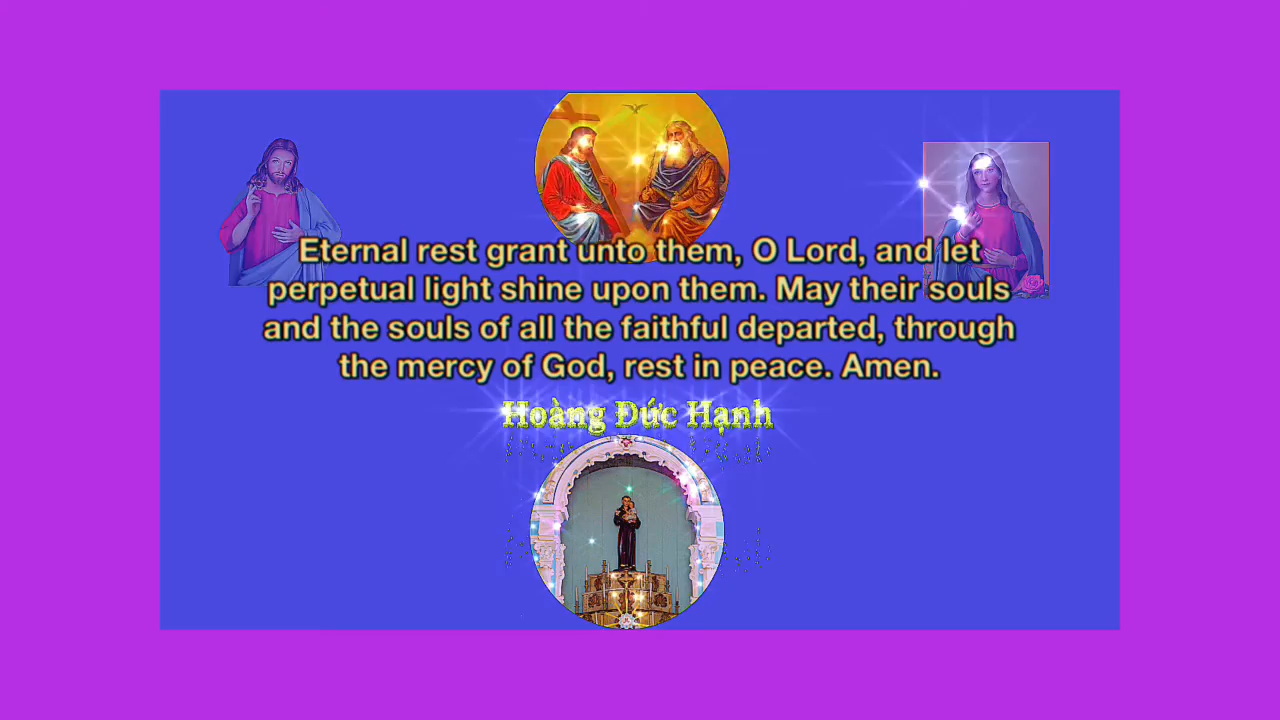 Eternal rest grant unto them, O Lord, and let
perpetual light shine upon them. May their souls
and the souls of all the faithful departed, through
the mercy of God, rest in peace. Amen.
Hoàng Đức Hạnh